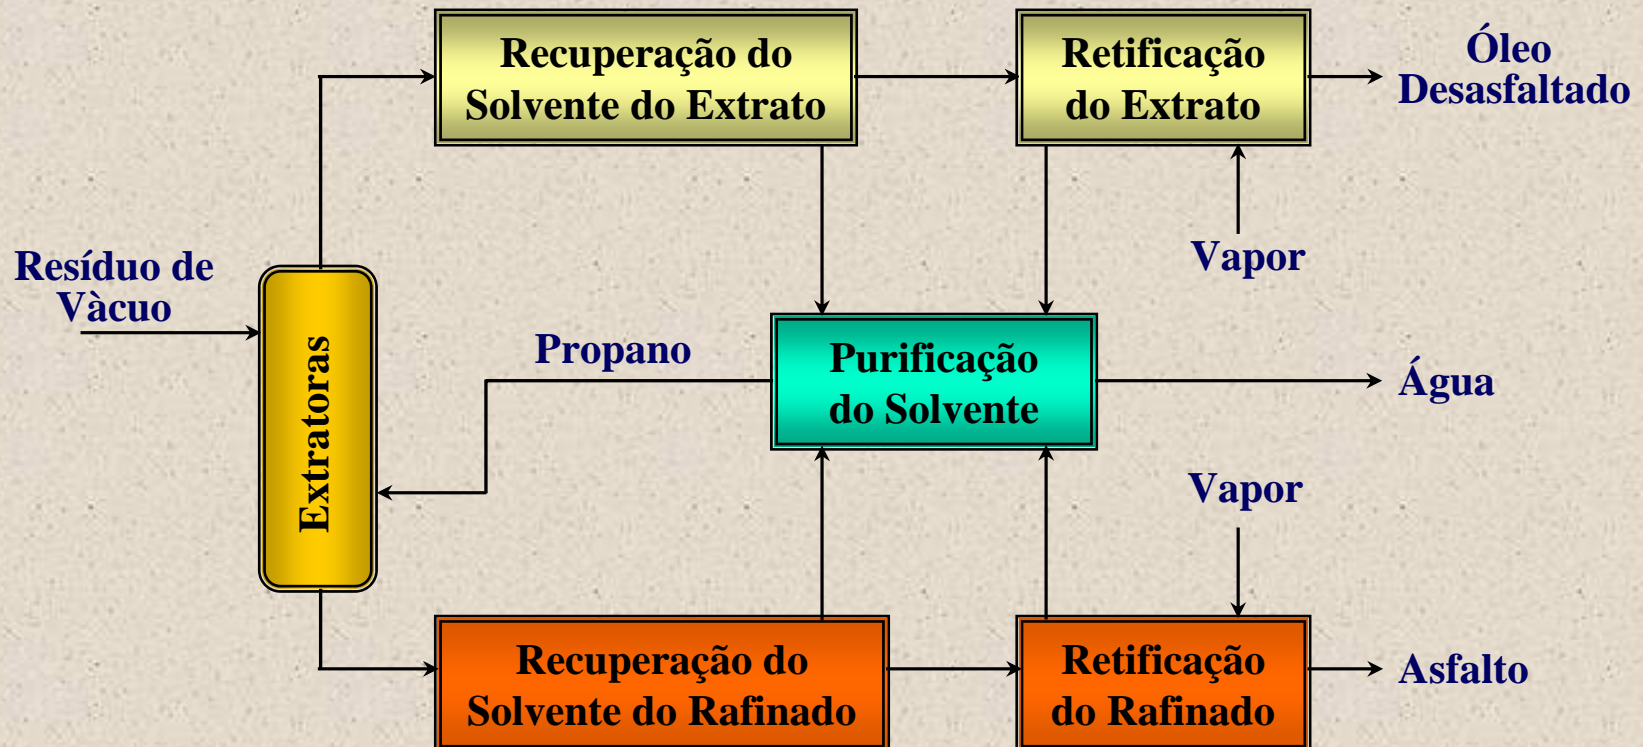 Recuperação do
Solvente do Extrato
Retificação
do Extrato
Óleo
Desasfaltado
Vapor
Resíduo de
Vàcuo
Extratoras
Propano
Purificação
do Solvente
Água
Vapor
Recuperação do
Solvente do Rafinado
Retificação
do Rafinado
Asfalto